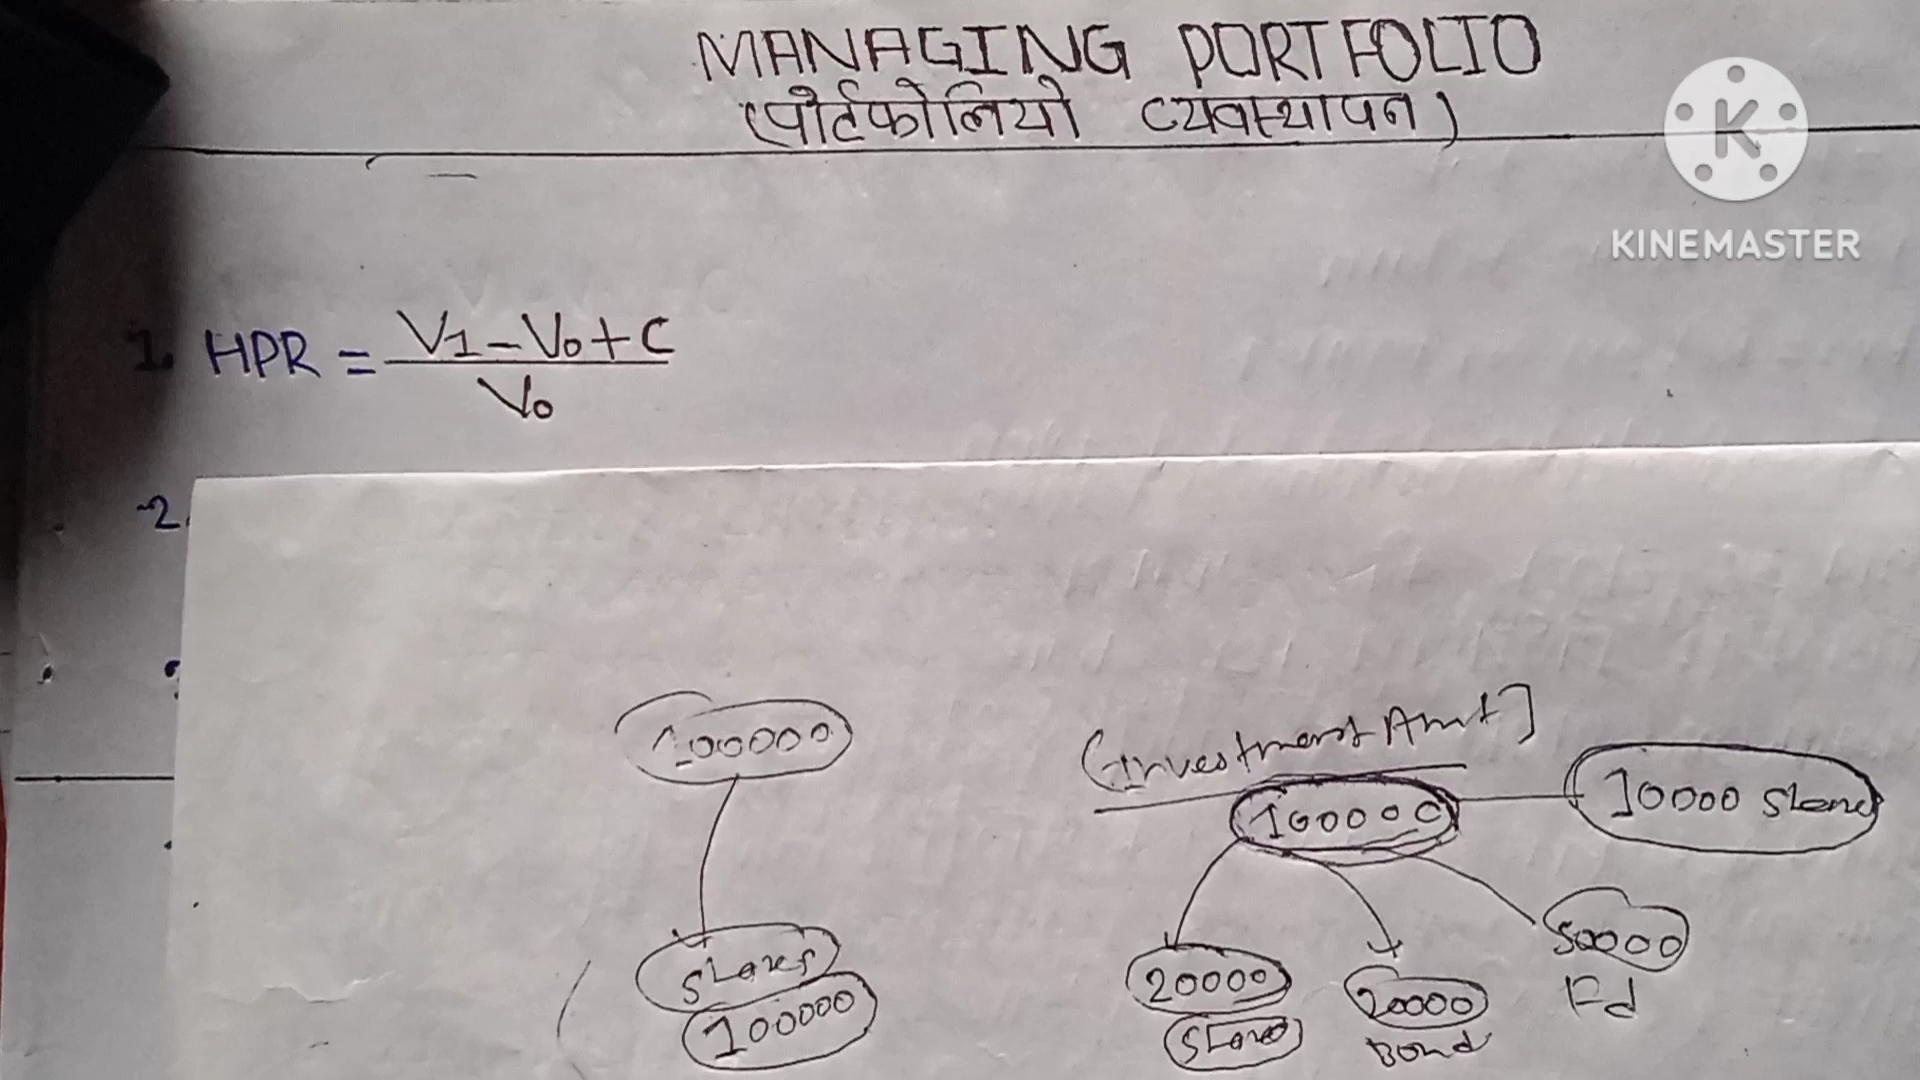 MANAGING PORTFOLIO
(पोर्टफोलियो व्यवस्थापन)
K
KINEMASTER
1. HPR = V1 - V0 + C
V0
2.
100000
Shares
100000
(Investment Amt]
100000
10000 Share
20000
Share
20000
Bond
50000
Fd